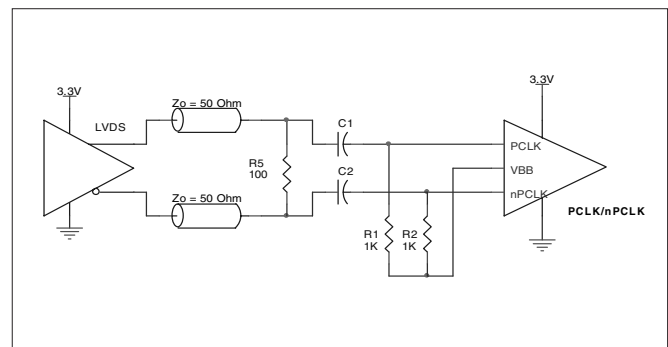 3.3V
LVDS
Zo = 50 Ohm
Zo = 50 Ohm
R5
100
C1
C2
R1
1K
R2
1K
3.3V
PCLK
VBB
nPCLK
PCLK/nPCLK